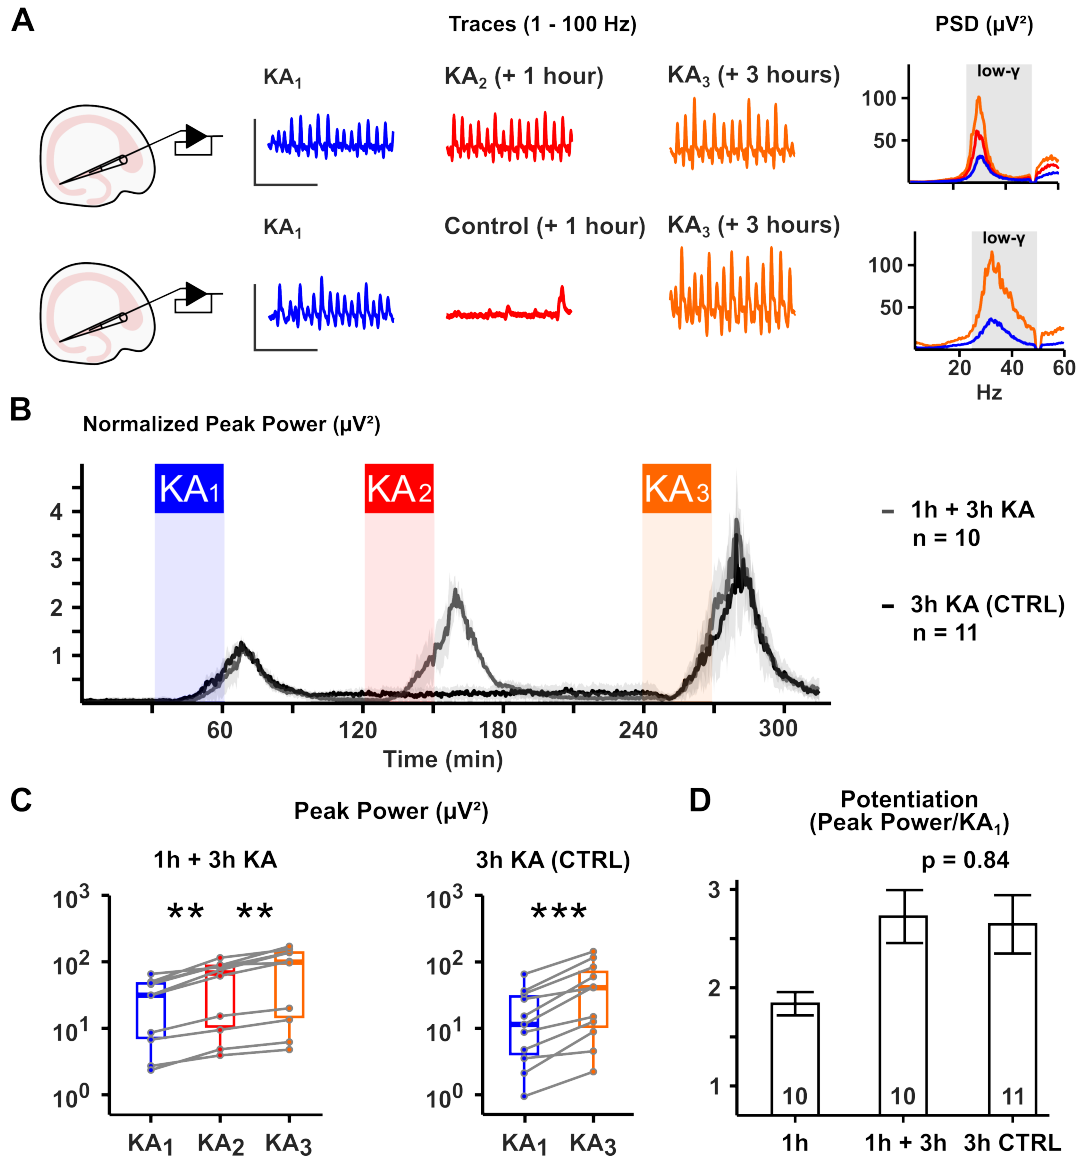 A
Traces (1 - 100 Hz)
PSD (µV²)
KA₁
KA₂ (+ 1 hour)
KA₃ (+ 3 hours)
low-γ
100
50
KA₁
Control (+ 1 hour)
KA₃ (+ 3 hours)
low-γ
100
50
20
40
60
Hz
B
Normalized Peak Power (µV²)
KA₁
KA₂
KA₃
4
3
2
1
1h + 3h KA
n = 10
3h KA (CTRL)
n = 11
60
120
180
240
300
Time (min)
C
Peak Power (µV²)
1h + 3h KA
10³
10²
10¹
10⁰
**
**
KA₁
KA₂
KA₃
3h KA (CTRL)
10³
10²
10¹
10⁰
***
KA₁
KA₃
D
Potentiation
(Peak Power/KA₁)
p = 0.84
3
2
1
10
10
11
1h
1h + 3h
3h CTRL